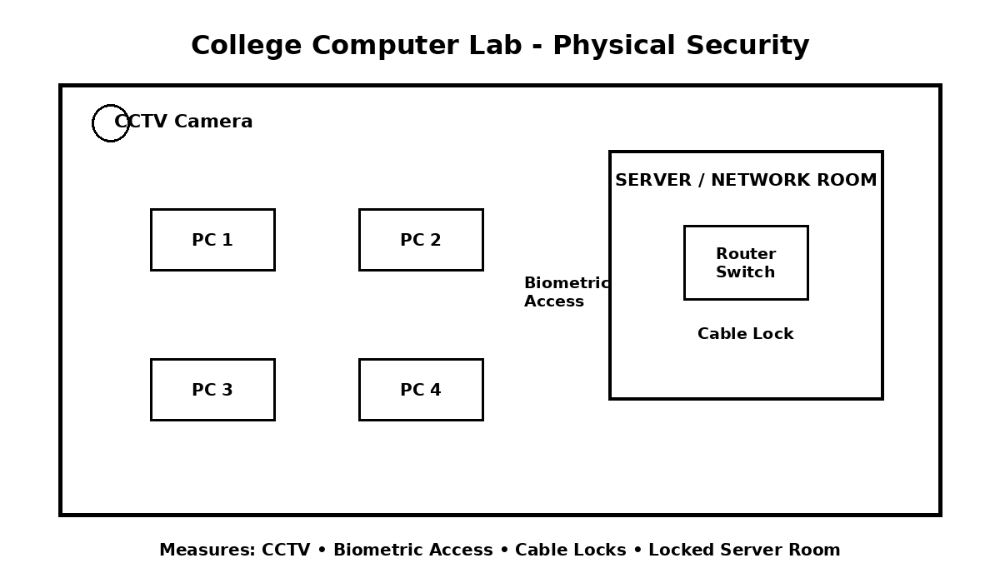 College Computer Lab - Physical Security
CCTV Camera
SERVER / NETWORK ROOM
PC 1
PC 2
Router
Switch
Biometric
Access
Cable Lock
PC 3
PC 4
Measures: CCTV • Biometric Access • Cable Locks • Locked Server Room